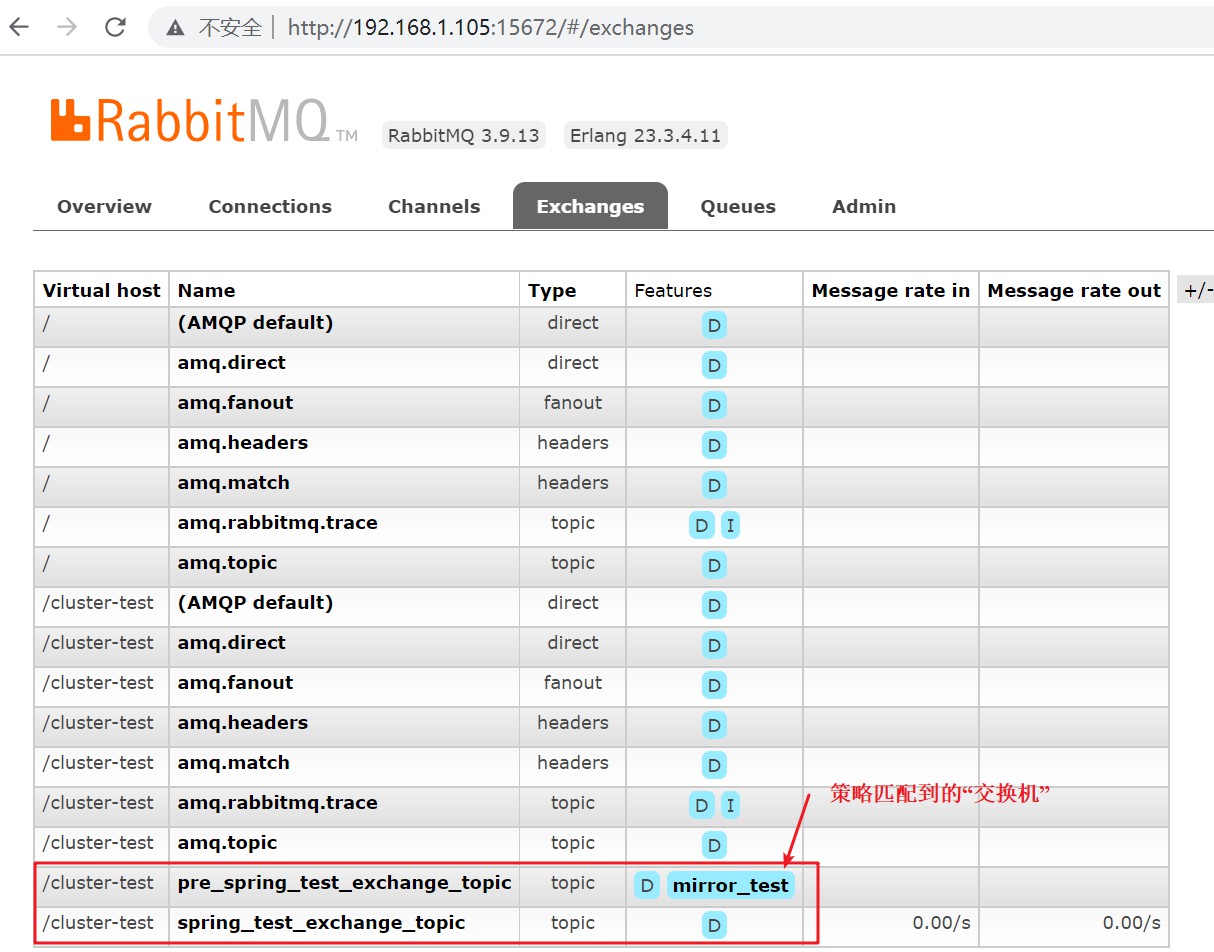 不安全 http://192.168.1.105:15672/#/exchanges
RabbitMQ TM RabbitMQ 3.9.13 Erlang 23.3.4.11
Overview Connections Channels Exchanges Queues Admin
Virtual host Name Type Features Message rate in Message rate out +/-
/ (AMQP default) direct D
/ amq.direct direct D
/ amq.fanout fanout D
/ amq.headers headers D
/ amq.match headers D
/ amq.rabbitmq.trace topic D I
/ amq.topic topic D
/cluster-test (AMQP default) direct D
/cluster-test amq.direct direct D
/cluster-test amq.fanout fanout D
/cluster-test amq.headers headers D
/cluster-test amq.match headers D
/cluster-test amq.rabbitmq.trace topic D I
策略匹配到的“交换机”
/cluster-test amq.topic topic D
/cluster-test pre_spring_test_exchange_topic topic D mirror_test
/cluster-test spring_test_exchange_topic topic D 0.00/s 0.00/s